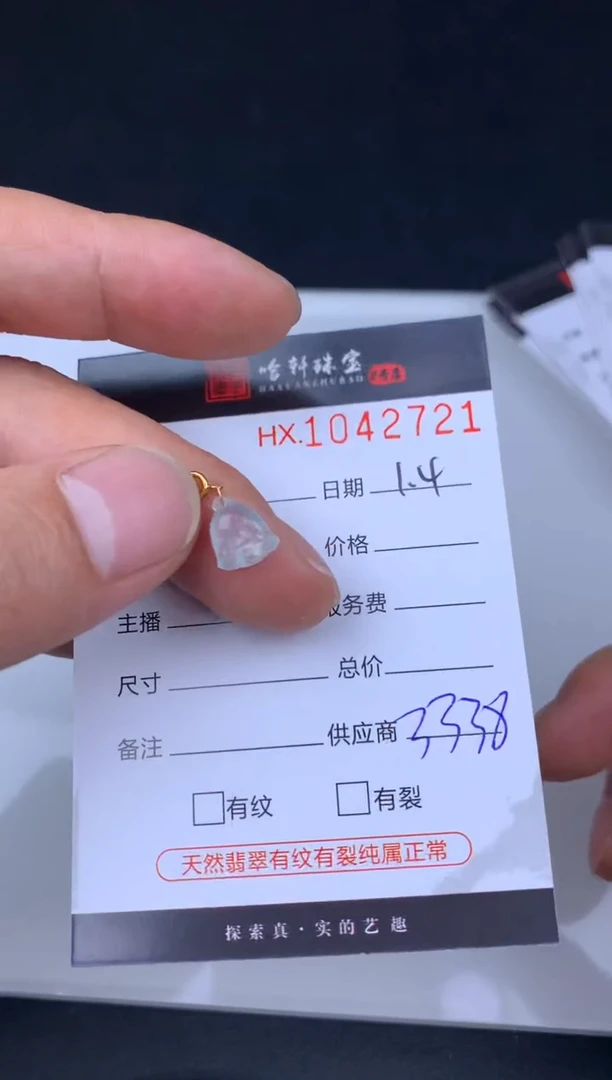 哈轩珠宝
HAXUANZHUBAO
HX.1042721
日期 1.4
价格
主播
服务费
尺寸
总价
备注
供应商 3338
有纹
有裂
天然翡翠有纹有裂纯属正常
探索真·实的艺趣